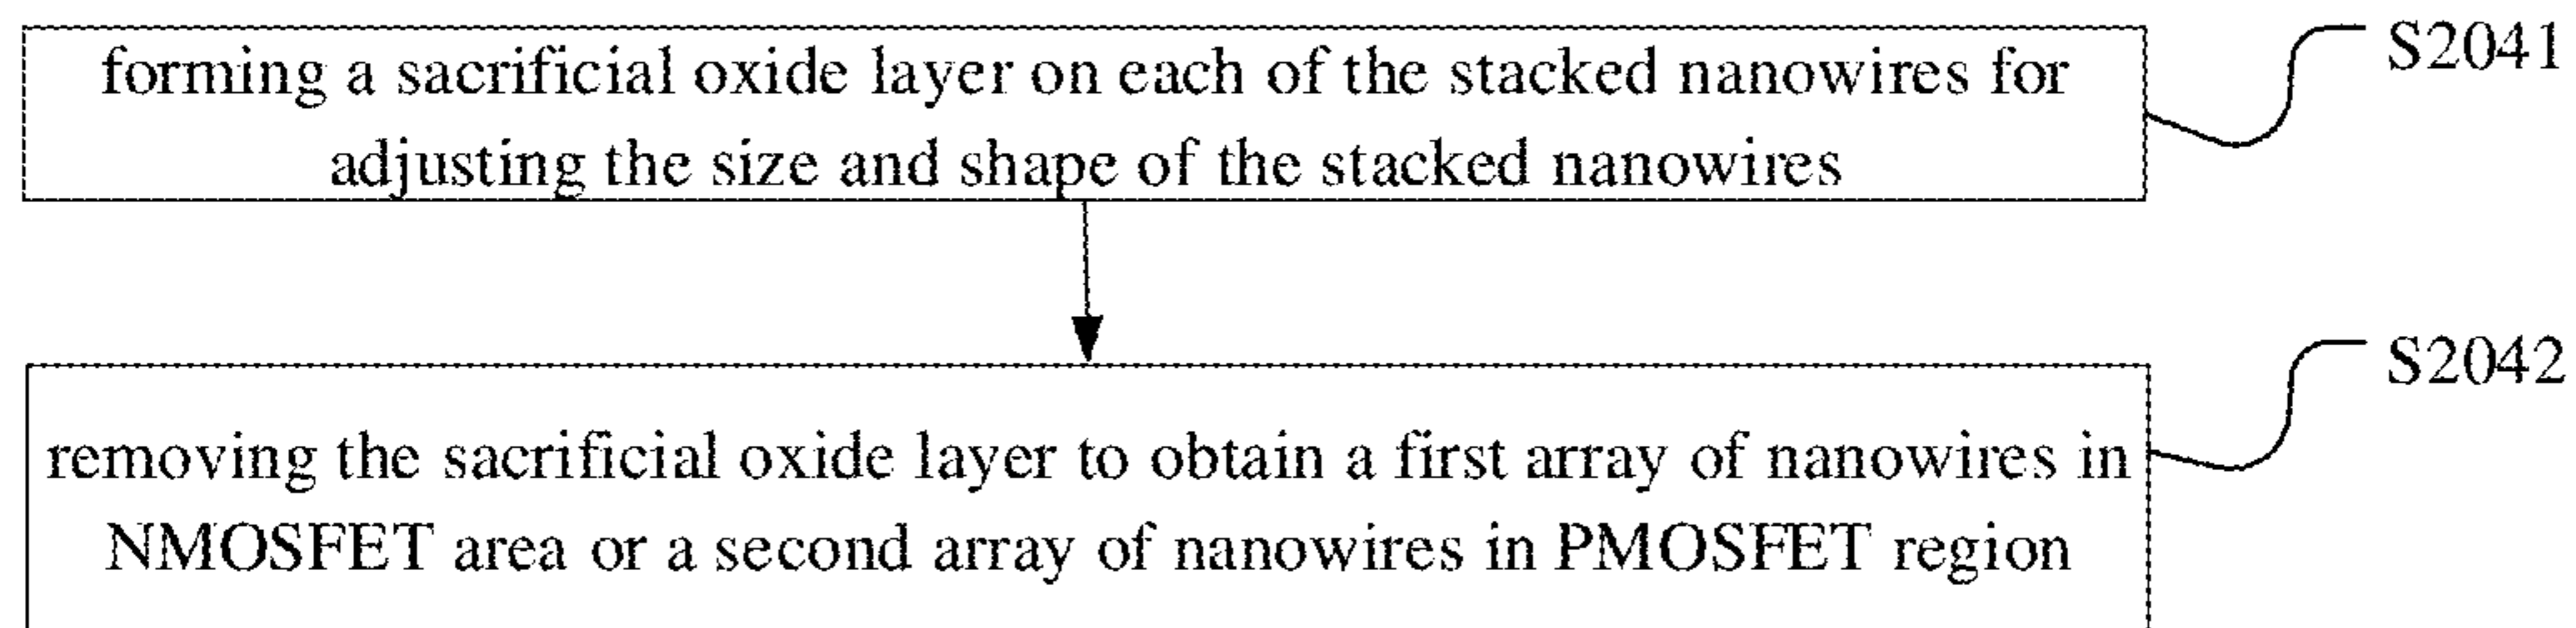 forming a sacrificial oxide layer on each of the stacked nanowires for
adjusting the size and shape of the stacked nanowires
S2041
removing the sacrificial oxide layer to obtain a first array of nanowires in
NMOSFET area or a second array of nanowires in PMOSFET region
S2042